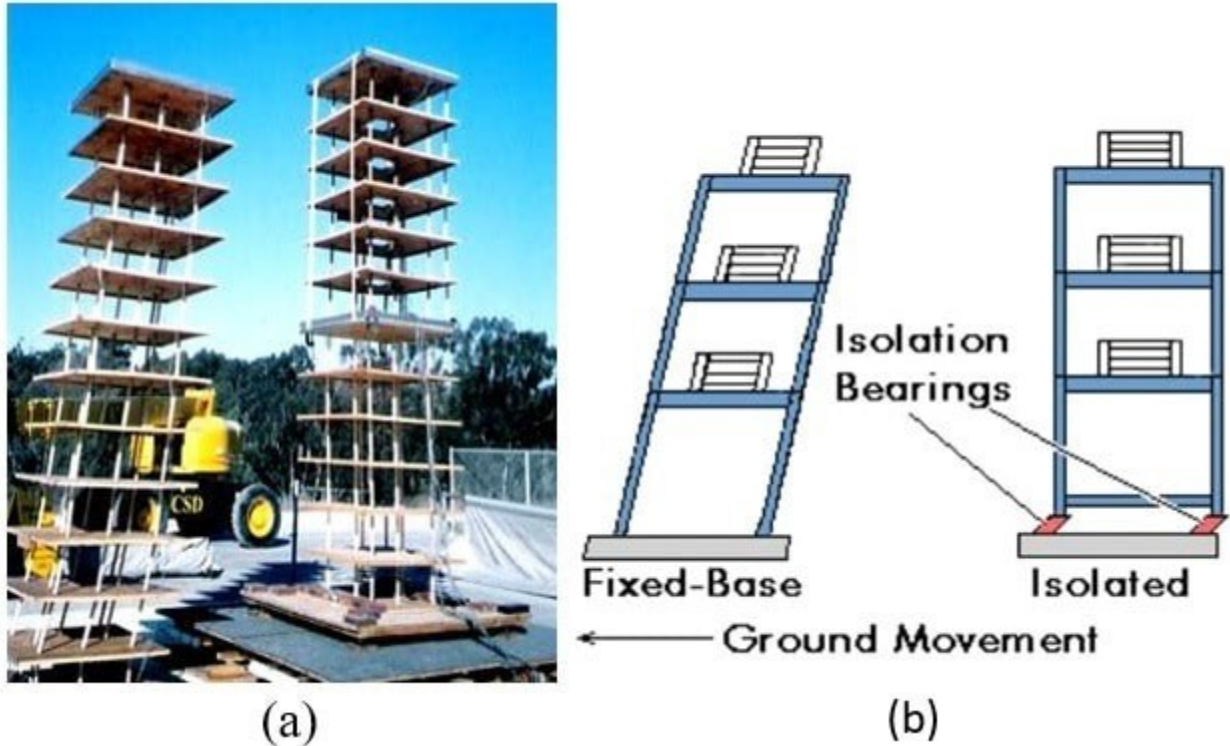 CSD
Isolation
Bearings
Fixed-Base
Isolated
Ground Movement
(a)
(b)